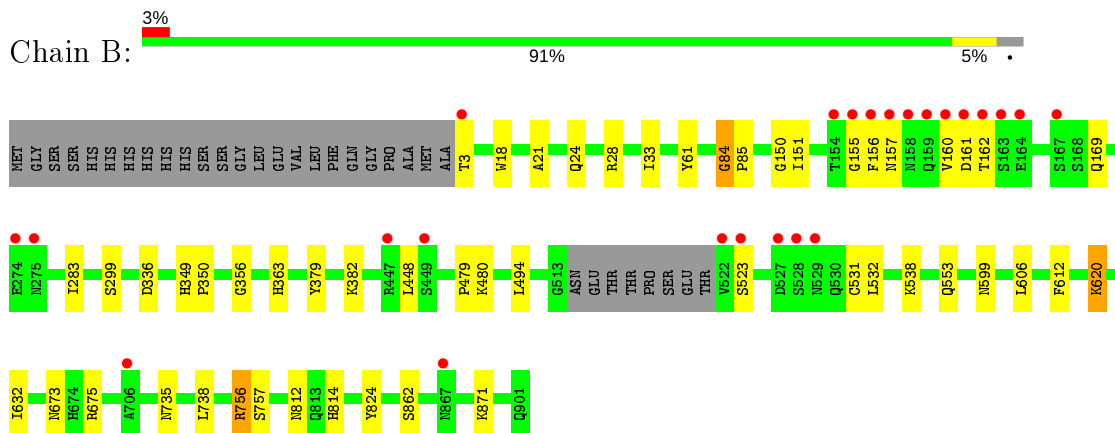 3%
Chain B:
91% 5% •
MET GLY SER SER HIS HIS HIS HIS HIS HIS SER SER GLY LEU GLU VAL LEU PHE GLN GLY PRO ALA MET ALA T3 W18 A21 Q24 R28 I33 Y61 G84 P85 G150 I151 T154 G155 F156 N157 N158 Q159 V160 D161 T162 S163 E164 S167 S168 Q169
E274 N275 I283 S299 D336 H349 P350 G356 H363 Y379 K382 R447 L448 S449 P479 K480 L494 G513 ASN GLU THR THR PRO SER GLU THR V522 S523 D527 S528 N529 Q530 C531 L532 K538 Q553 N599 L606 F612 K620
I632 N673 H674 R675 A706 N735 L738 R756 S757 N812 Q813 H814 Y824 S862 N867 K871 Q901